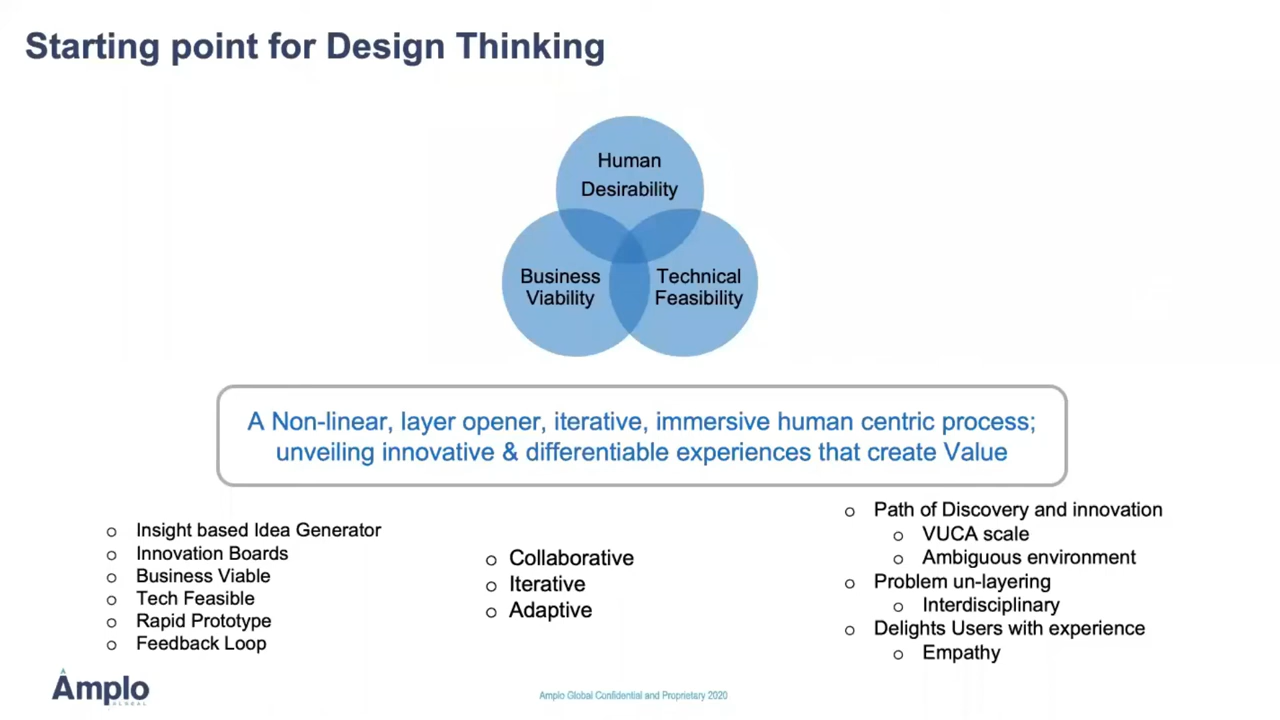 Starting point for Design Thinking
Human
Desirability
Business
Viability
Technical
Feasibility
A Non-linear, layer opener, iterative, immersive human centric process;
unveiling innovative & differentiable experiences that create Value
Insight based Idea Generator
Innovation Boards
Business Viable
Tech Feasible
Rapid Prototype
Feedback Loop
Collaborative
Iterative
Adaptive
Path of Discovery and innovation
VUCA scale
Ambiguous environment
Problem un-layering
Interdisciplinary
Delights Users with experience
Empathy
Amplo
GLOBAL
Amplo Global Confidential and Proprietary 2020